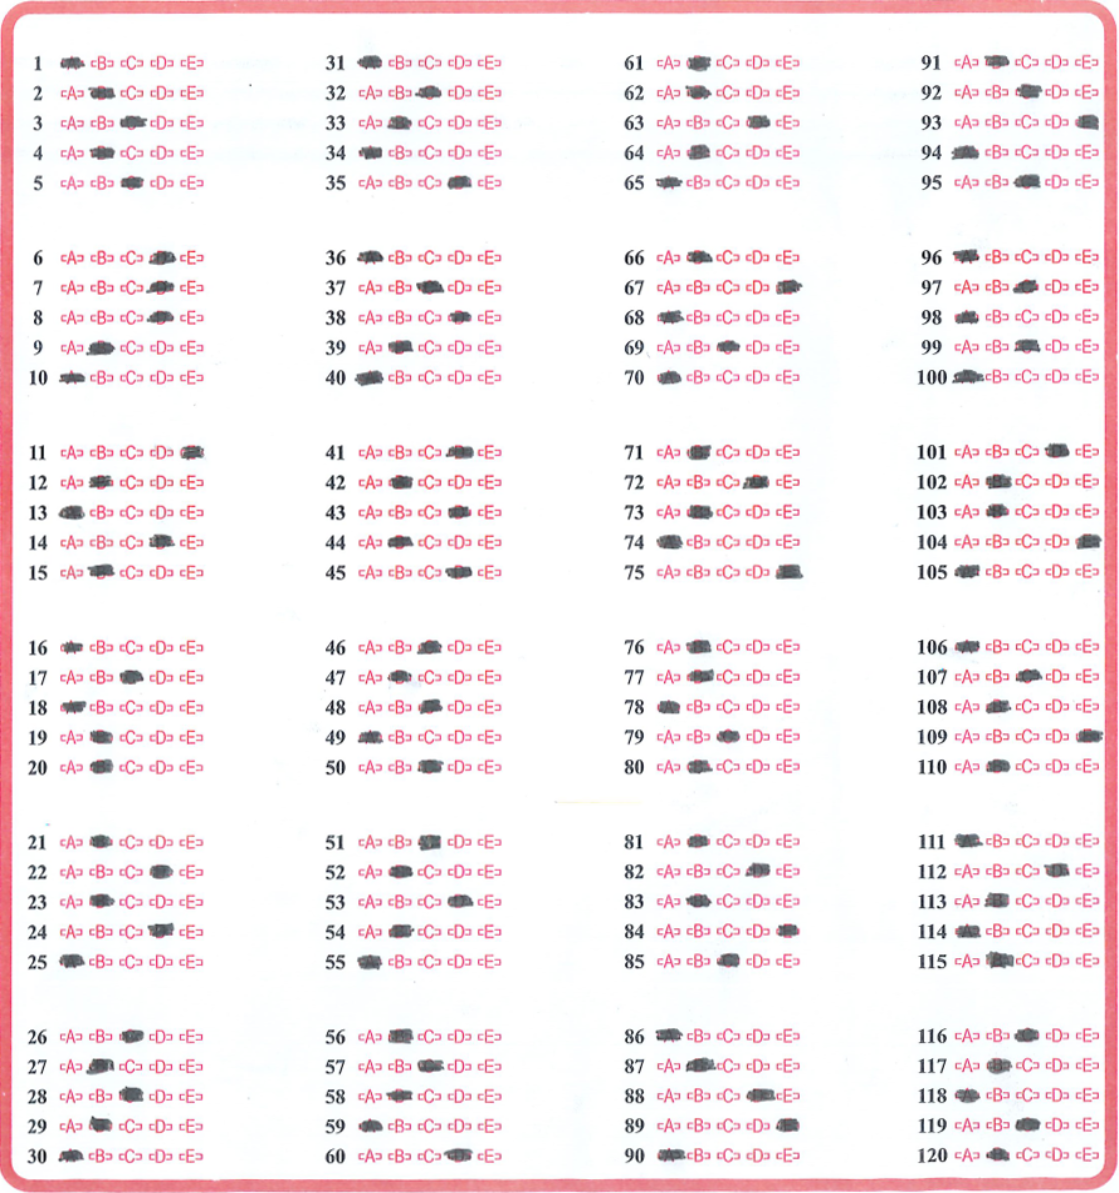 1 [B] [C] [D] [E]
2 [A] [C] [D] [E]
3 [A] [B] [D] [E]
4 [A] [C] [D] [E]
5 [A] [B] [D] [E]
6 [A] [B] [C] [E]
7 [A] [B] [C] [E]
8 [A] [B] [C] [E]
9 [A] [C] [D] [E]
10 [B] [C] [D] [E]
11 [A] [B] [C] [D]
12 [A] [C] [D] [E]
13 [B] [C] [D] [E]
14 [A] [B] [C] [E]
15 [A] [C] [D] [E]
16 [B] [C] [D] [E]
17 [A] [B] [D] [E]
18 [B] [C] [D] [E]
19 [A] [C] [D] [E]
20 [A] [C] [D] [E]
21 [A] [C] [D] [E]
22 [A] [B] [C] [E]
23 [A] [C] [D] [E]
24 [A] [B] [C] [E]
25 [B] [C] [D] [E]
26 [A] [B] [D] [E]
27 [A] [C] [D] [E]
28 [A] [B] [D] [E]
29 [A] [C] [D] [E]
30 [B] [C] [D] [E]
31 [B] [C] [D] [E]
32 [A] [B] [D] [E]
33 [A] [C] [D] [E]
34 [B] [C] [D] [E]
35 [A] [B] [C] [E]
36 [B] [C] [D] [E]
37 [A] [B] [D] [E]
38 [A] [B] [C] [E]
39 [A] [C] [D] [E]
40 [B] [C] [D] [E]
41 [A] [B] [C] [E]
42 [A] [C] [D] [E]
43 [A] [B] [C] [E]
44 [A] [C] [D] [E]
45 [A] [B] [C] [E]
46 [A] [B] [D] [E]
47 [A] [C] [D] [E]
48 [A] [B] [D] [E]
49 [B] [C] [D] [E]
50 [A] [B] [D] [E]
51 [A] [B] [D] [E]
52 [A] [C] [D] [E]
53 [A] [B] [C] [E]
54 [A] [C] [D] [E]
55 [B] [C] [D] [E]
56 [A] [C] [D] [E]
57 [A] [B] [D] [E]
58 [A] [C] [D] [E]
59 [B] [C] [D] [E]
60 [A] [B] [C] [E]
61 [A] [C] [D] [E]
62 [A] [C] [D] [E]
63 [A] [B] [C] [E]
64 [A] [C] [D] [E]
65 [B] [C] [D] [E]
66 [A] [C] [D] [E]
67 [A] [B] [C] [D]
68 [B] [C] [D] [E]
69 [A] [B] [D] [E]
70 [B] [C] [D] [E]
71 [A] [C] [D] [E]
72 [A] [B] [C] [E]
73 [A] [C] [D] [E]
74 [B] [C] [D] [E]
75 [A] [B] [C] [D]
76 [A] [C] [D] [E]
77 [A] [C] [D] [E]
78 [B] [C] [D] [E]
79 [A] [B] [D] [E]
80 [A] [C] [D] [E]
81 [A] [C] [D] [E]
82 [A] [B] [C] [E]
83 [A] [C] [D] [E]
84 [A] [B] [C] [D]
85 [A] [B] [D] [E]
86 [B] [C] [D] [E]
87 [A] [C] [D] [E]
88 [A] [B] [C] [E]
89 [A] [B] [C] [D]
90 [B] [C] [D] [E]
91 [A] [C] [D] [E]
92 [A] [B] [D] [E]
93 [A] [B] [C] [D]
94 [B] [C] [D] [E]
95 [A] [B] [D] [E]
96 [B] [C] [D] [E]
97 [A] [B] [D] [E]
98 [B] [C] [D] [E]
99 [A] [B] [D] [E]
100 [B] [C] [D] [E]
101 [A] [B] [C] [E]
102 [A] [C] [D] [E]
103 [A] [C] [D] [E]
104 [A] [B] [C] [D]
105 [B] [C] [D] [E]
106 [B] [C] [D] [E]
107 [A] [B] [D] [E]
108 [A] [C] [D] [E]
109 [A] [B] [C] [D]
110 [A] [C] [D] [E]
111 [B] [C] [D] [E]
112 [A] [B] [C] [E]
113 [A] [C] [D] [E]
114 [B] [C] [D] [E]
115 [A] [C] [D] [E]
116 [A] [B] [D] [E]
117 [A] [C] [D] [E]
118 [B] [C] [D] [E]
119 [A] [B] [D] [E]
120 [A] [C] [D] [E]